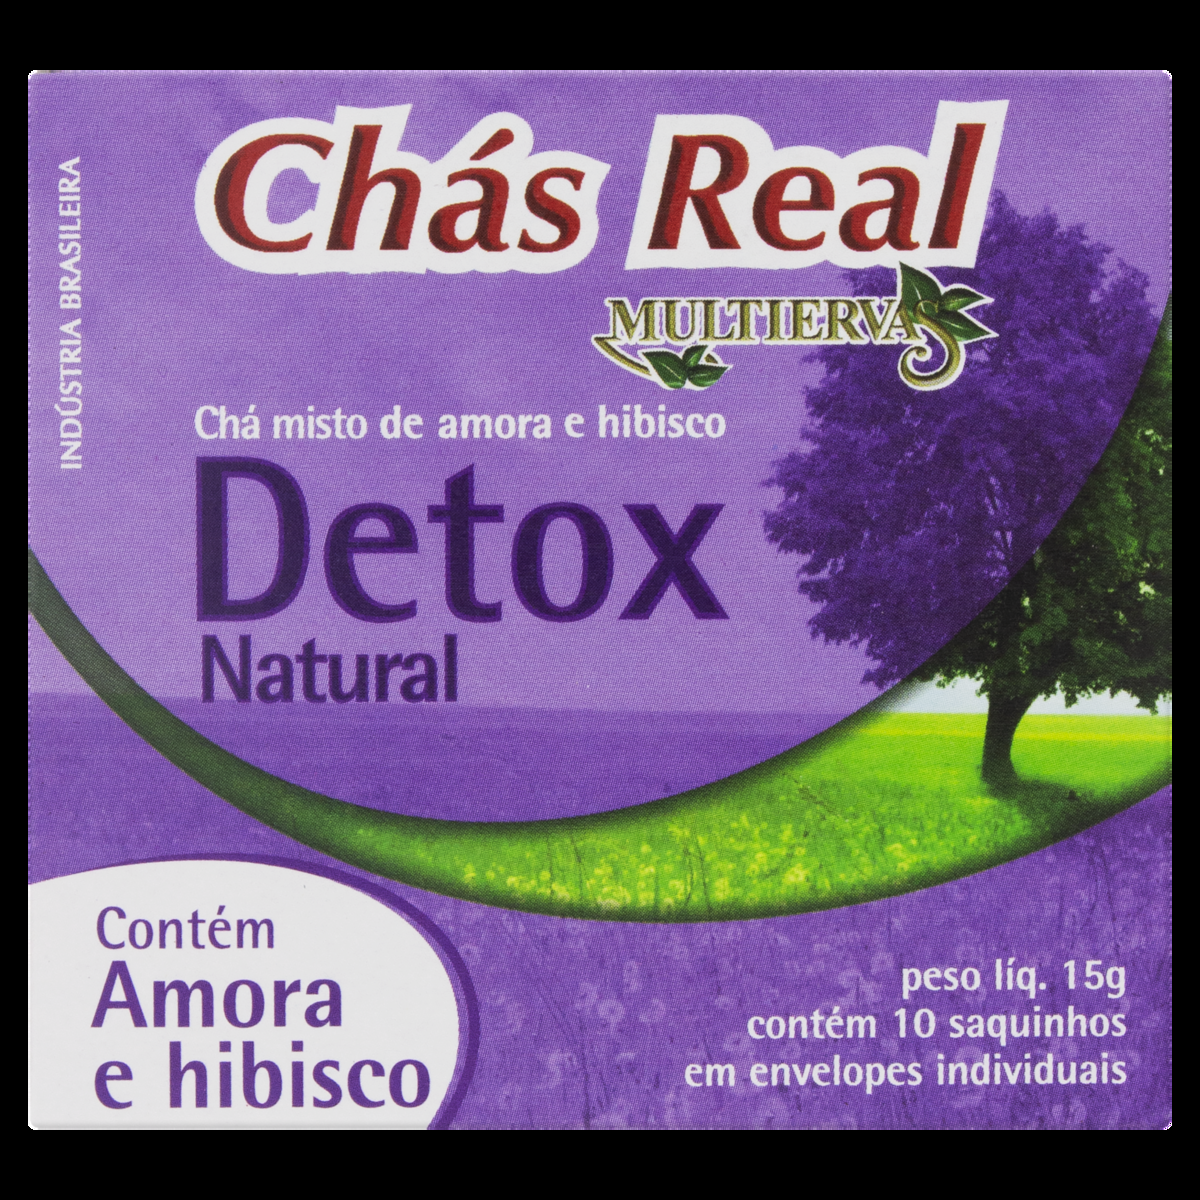 INDÚSTRIA BRASILEIRA
Chás Real
MULTIERVAS
Chá misto de amora e hibisco
Detox
Natural
Contém
Amora
e hibisco
peso líq. 15g
contém 10 saquinhos
em envelopes individuais